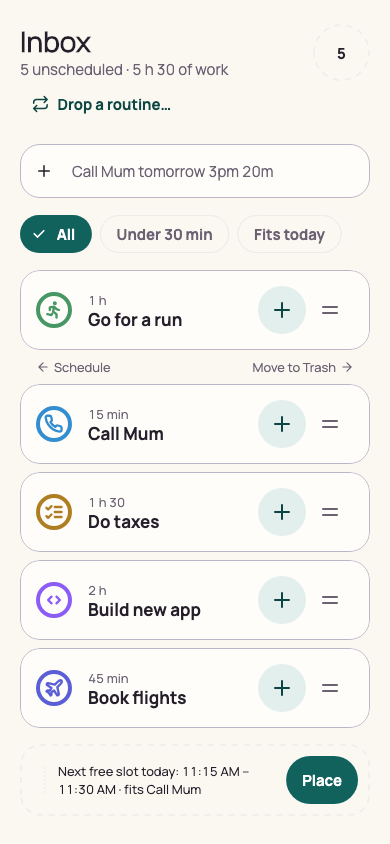 Inbox
5 unscheduled · 5 h 30 of work
5
Drop a routine...
Call Mum tomorrow 3pm 20m
All
Under 30 min
Fits today
1 h
Go for a run
← Schedule
Move to Trash →
15 min
Call Mum
1 h 30
Do taxes
2 h
Build new app
45 min
Book flights
Next free slot today: 11:15 AM –
11:30 AM · fits Call Mum
Place